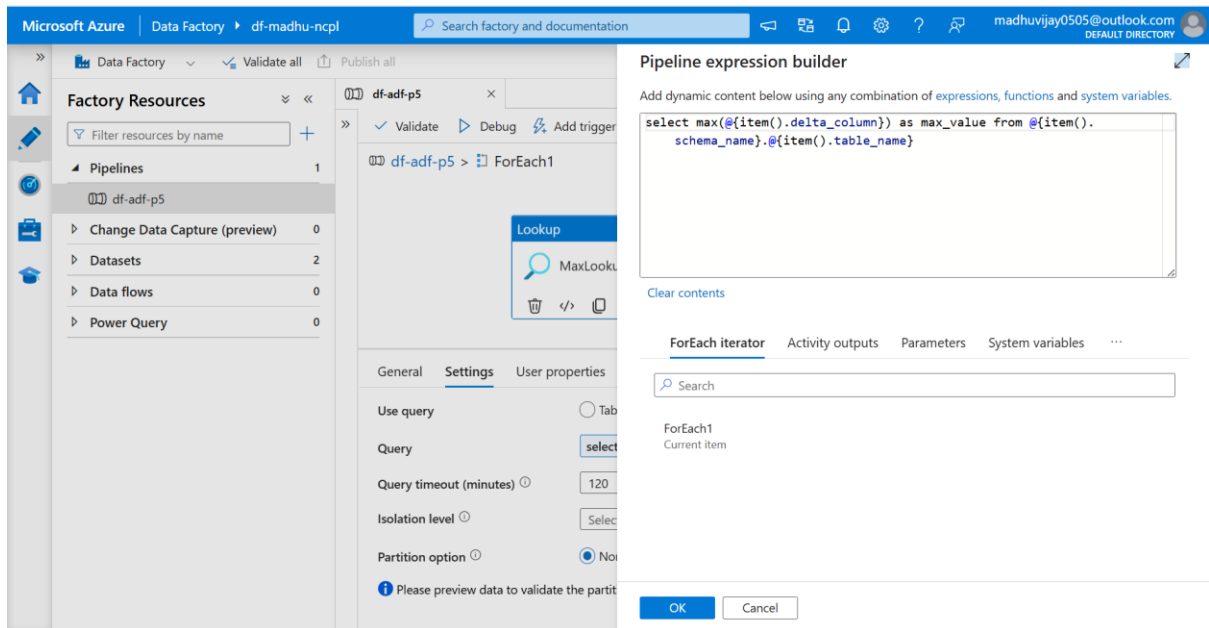 Microsoft Azure
Data Factory
df-madhu-ncpl
Search factory and documentation
madhuvijay0505@outlook.com
DEFAULT DIRECTORY
Data Factory
Validate all
Publish all
Factory Resources
Filter resources by name
Pipelines 1
df-adf-p5
Change Data Capture (preview) 0
Datasets 2
Data flows 0
Power Query 0
df-adf-p5
Validate
Debug
Add trigger
df-adf-p5 > ForEach1
Lookup
MaxLooku
General
Settings
User properties
Use query
Tab
Query
select
Query timeout (minutes)
120
Isolation level
Selec
Partition option
Nor
Please preview data to validate the partit
Pipeline expression builder
Add dynamic content below using any combination of expressions, functions and system variables.
select max(@{item().delta_column}) as max_value from @{item().
schema_name}.@{item().table_name}
Clear contents
ForEach iterator
Activity outputs
Parameters
System variables
...
Search
ForEach1
Current item
OK
Cancel